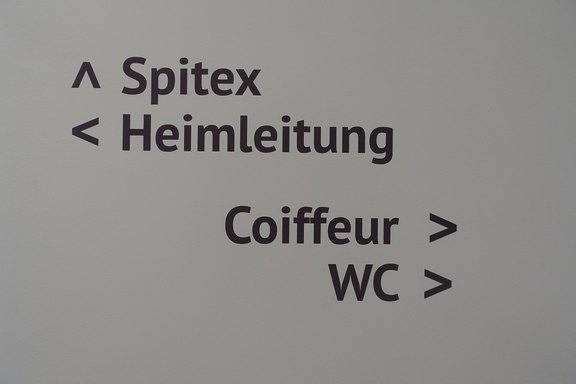 ^ Spitex
< Heimleitung
Coiffeur >
WC >